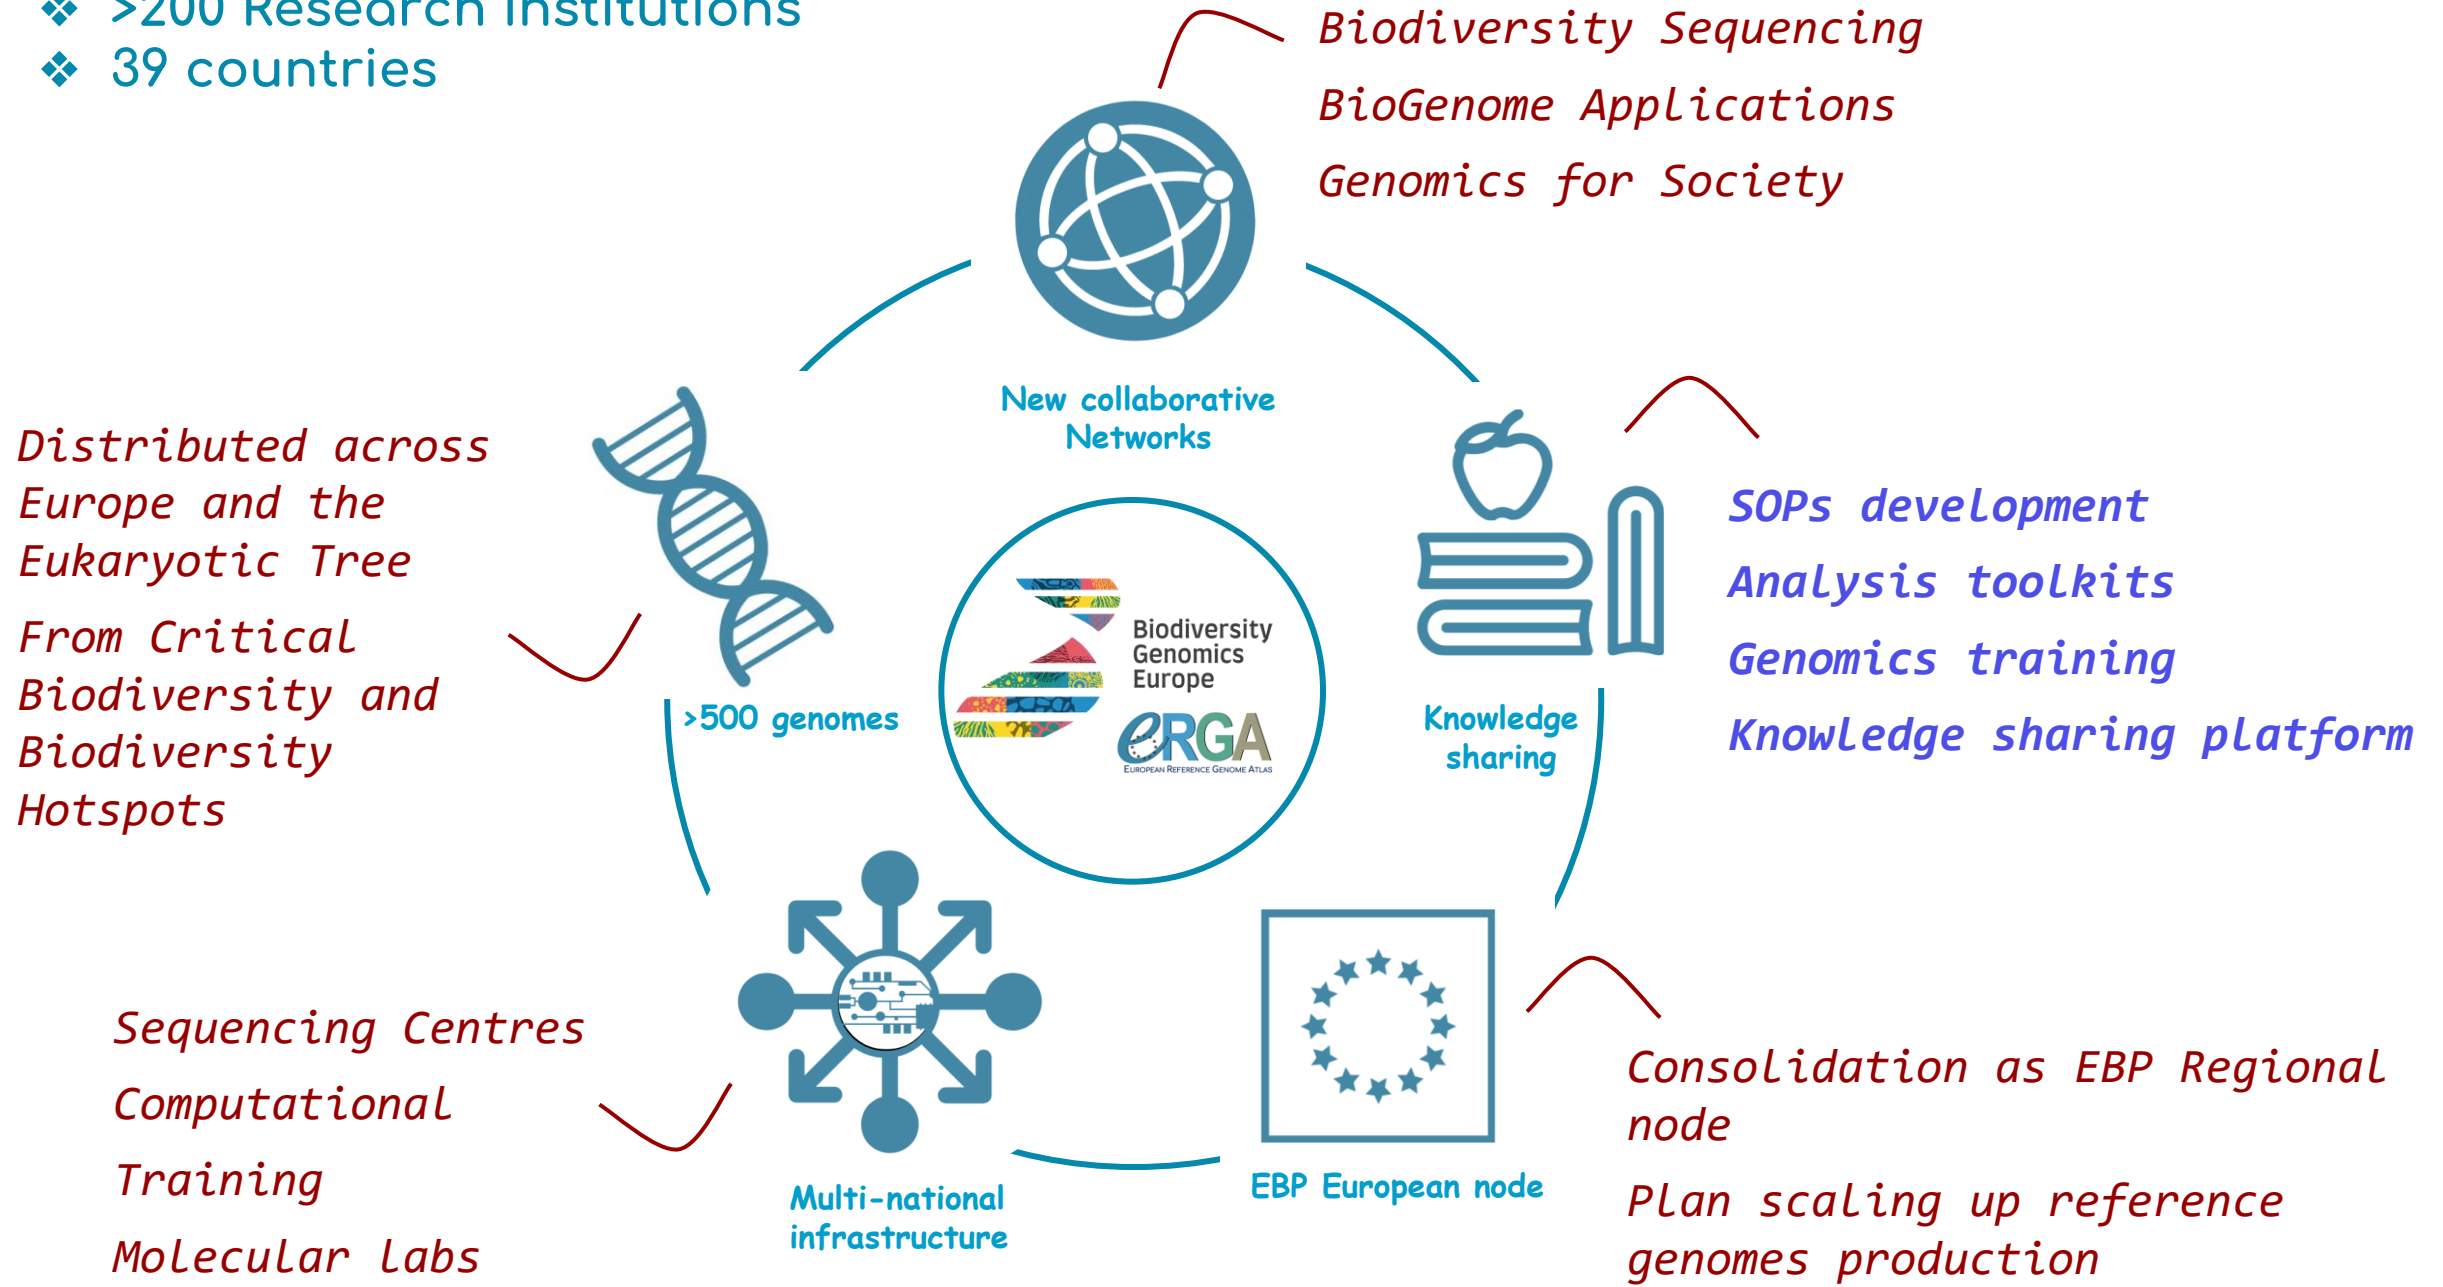 ❖ >200 Research Institutions
❖ 39 countries
Biodiversity Sequencing
BioGenome Applications
Genomics for Society
New collaborative
Networks
Distributed across
Europe and the
Eukaryotic Tree
From Critical
Biodiversity and
Biodiversity
Hotspots
>500 genomes
Biodiversity
Genomics
Europe
eRGA
EUROPEAN REFERENCE GENOME ATLAS
Knowledge
sharing
SOPs development
Analysis toolkits
Genomics training
Knowledge sharing platform
Sequencing Centres
Computational
Training
Molecular labs
Multi-national
infrastructure
EBP European node
Consolidation as EBP Regional
node
Plan scaling up reference
genomes production